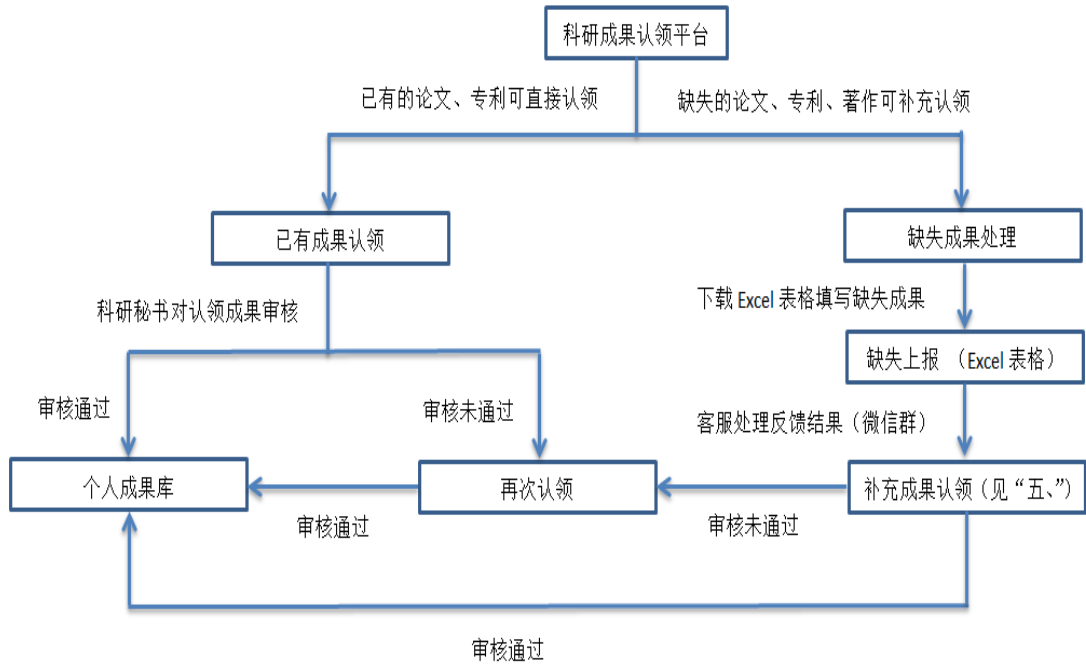 科研成果认领平台
已有的论文、专利可直接认领
缺失的论文、专利、著作可补充认领
已有成果认领
缺失成果处理
科研秘书对认领成果审核
下载 Excel 表格填写缺失成果
缺失上报 （Excel 表格）
审核通过
审核未通过
客服处理反馈结果（微信群）
个人成果库
再次认领
补充成果认领（见“五、”）
审核通过
审核未通过
审核通过